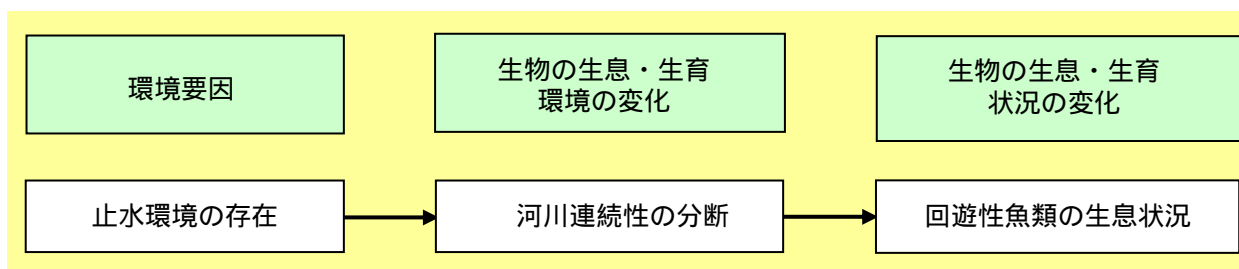 環境要因
生物の生息・生育
環境の変化
生物の生息・生育
状況の変化
止水環境の存在
河川連続性の分断
回遊性魚類の生息状況